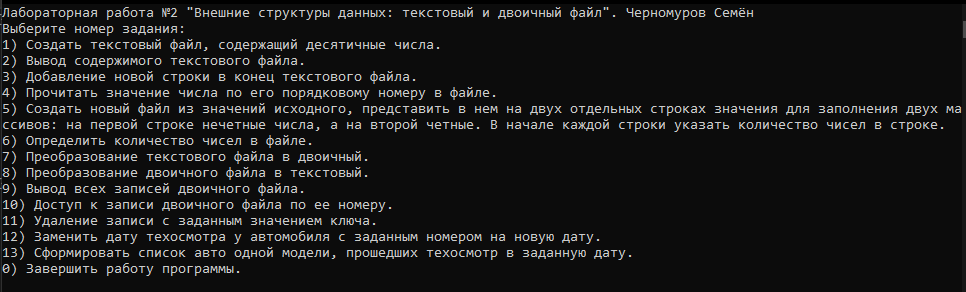 Лабораторная работа №2 "Внешние структуры данных: текстовый и двоичный файл". Черномуров Семён
Выберите номер задания:
1) Создать текстовый файл, содержащий десятичные числа.
2) Вывод содержимого текстового файла.
3) Добавление новой строки в конец текстового файла.
4) Прочитать значение числа по его порядковому номеру в файле.
5) Создать новый файл из значений исходного, представить в нем на двух отдельных строках значения для заполнения двух ма
ссивов: на первой строке нечетные числа, а на второй четные. В начале каждой строки указать количество чисел в строке.
6) Определить количество чисел в файле.
7) Преобразование текстового файла в двоичный.
8) Преобразование двоичного файла в текстовый.
9) Вывод всех записей двоичного файла.
10) Доступ к записи двоичного файла по ее номеру.
11) Удаление записи с заданным значением ключа.
12) Заменить дату техосмотра у автомобиля с заданным номером на новую дату.
13) Сформировать список авто одной модели, прошедших техосмотр в заданную дату.
0) Завершить работу программы.